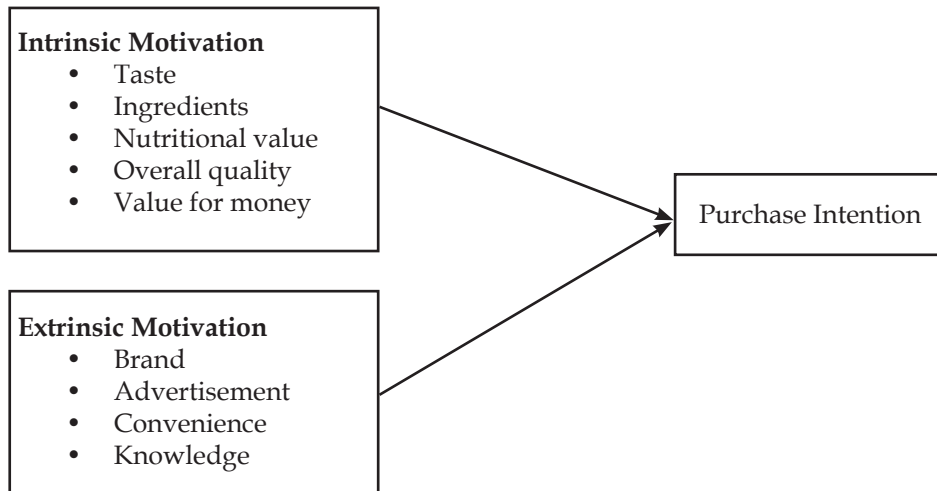 Intrinsic Motivation
• Taste
• Ingredients
• Nutritional value
• Overall quality
• Value for money
Purchase Intention
Extrinsic Motivation
• Brand
• Advertisement
• Convenience
• Knowledge